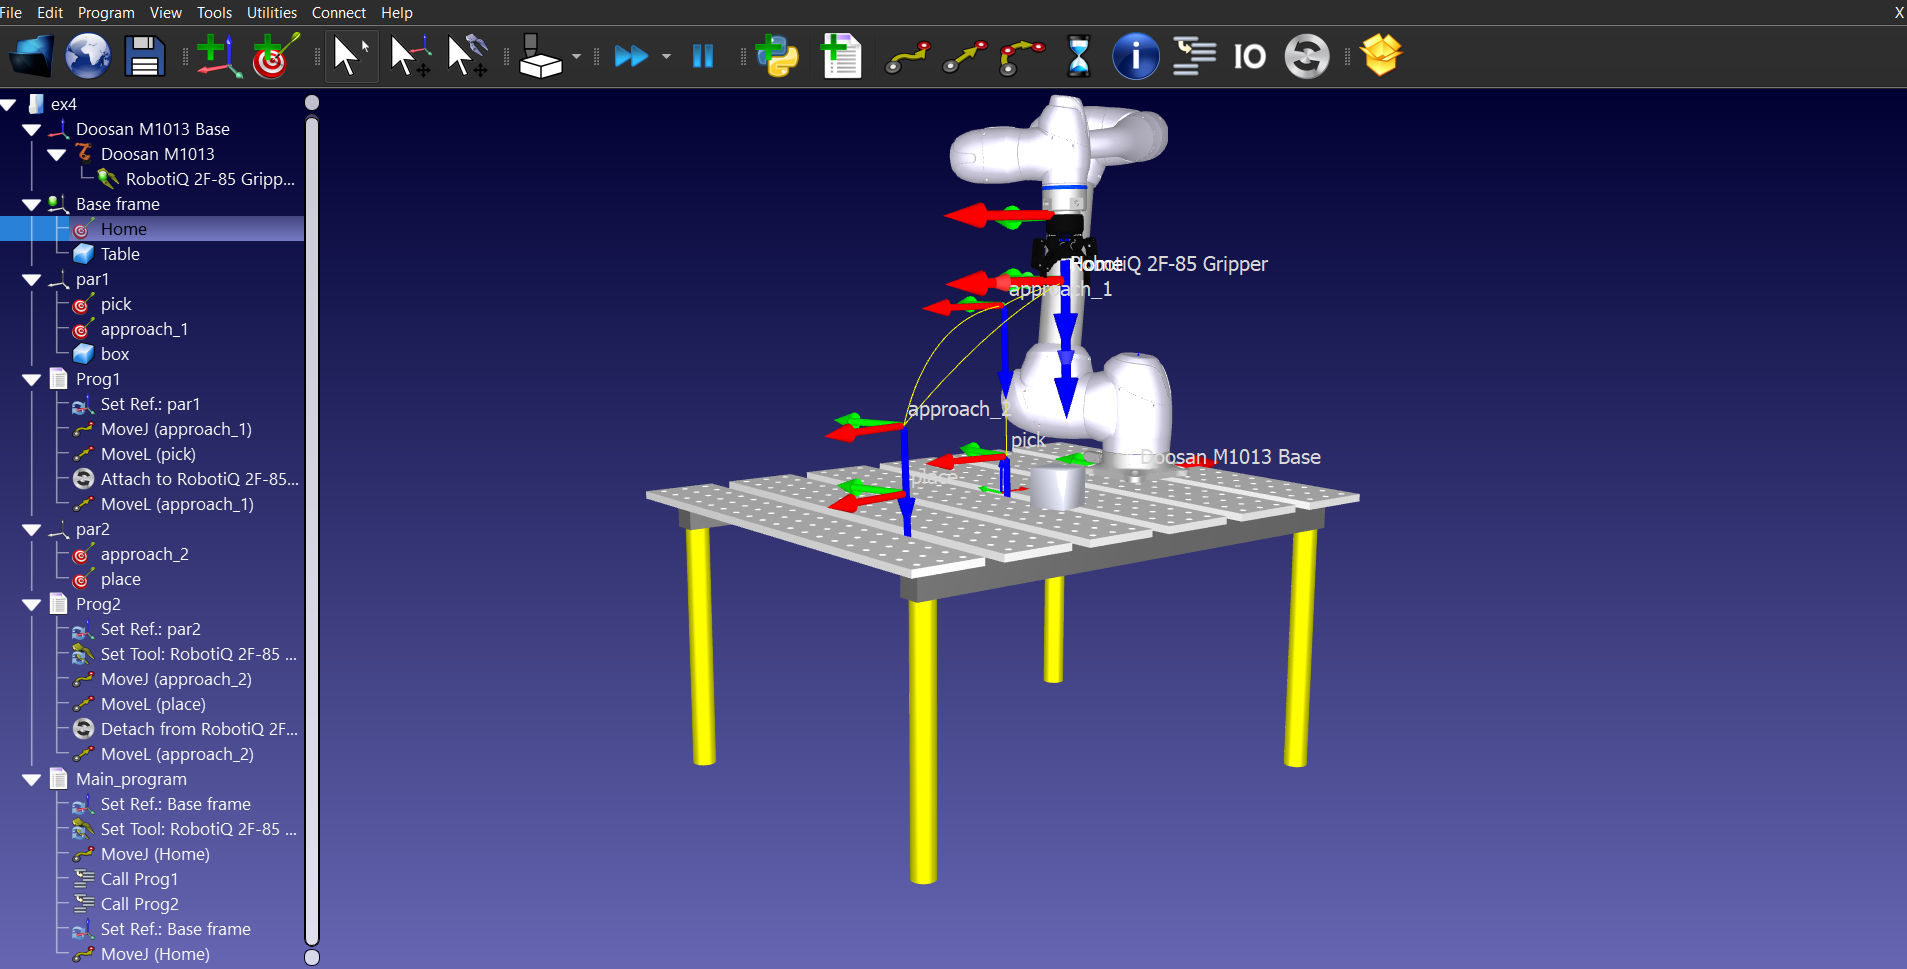 File Edit Program View Tools Utilities Connect Help X
IO
ex4
Doosan M1013 Base
Doosan M1013
RobotiQ 2F-85 Gripp...
Base frame
Home
Table
par1
pick
approach_1
box
Prog1
Set Ref.: par1
MoveJ (approach_1)
MoveL (pick)
Attach to RobotiQ 2F-85...
MoveL (approach_1)
par2
approach_2
place
Prog2
Set Ref.: par2
Set Tool: RobotiQ 2F-85 ...
MoveJ (approach_2)
MoveL (place)
Detach from RobotiQ 2F...
MoveL (approach_2)
Main_program
Set Ref.: Base frame
Set Tool: RobotiQ 2F-85 ...
MoveJ (Home)
Call Prog1
Call Prog2
Set Ref.: Base frame
MoveJ (Home)
Home
RobotiQ 2F-85 Gripper
approach_1
approach_2
pick
Doosan M1013 Base
place